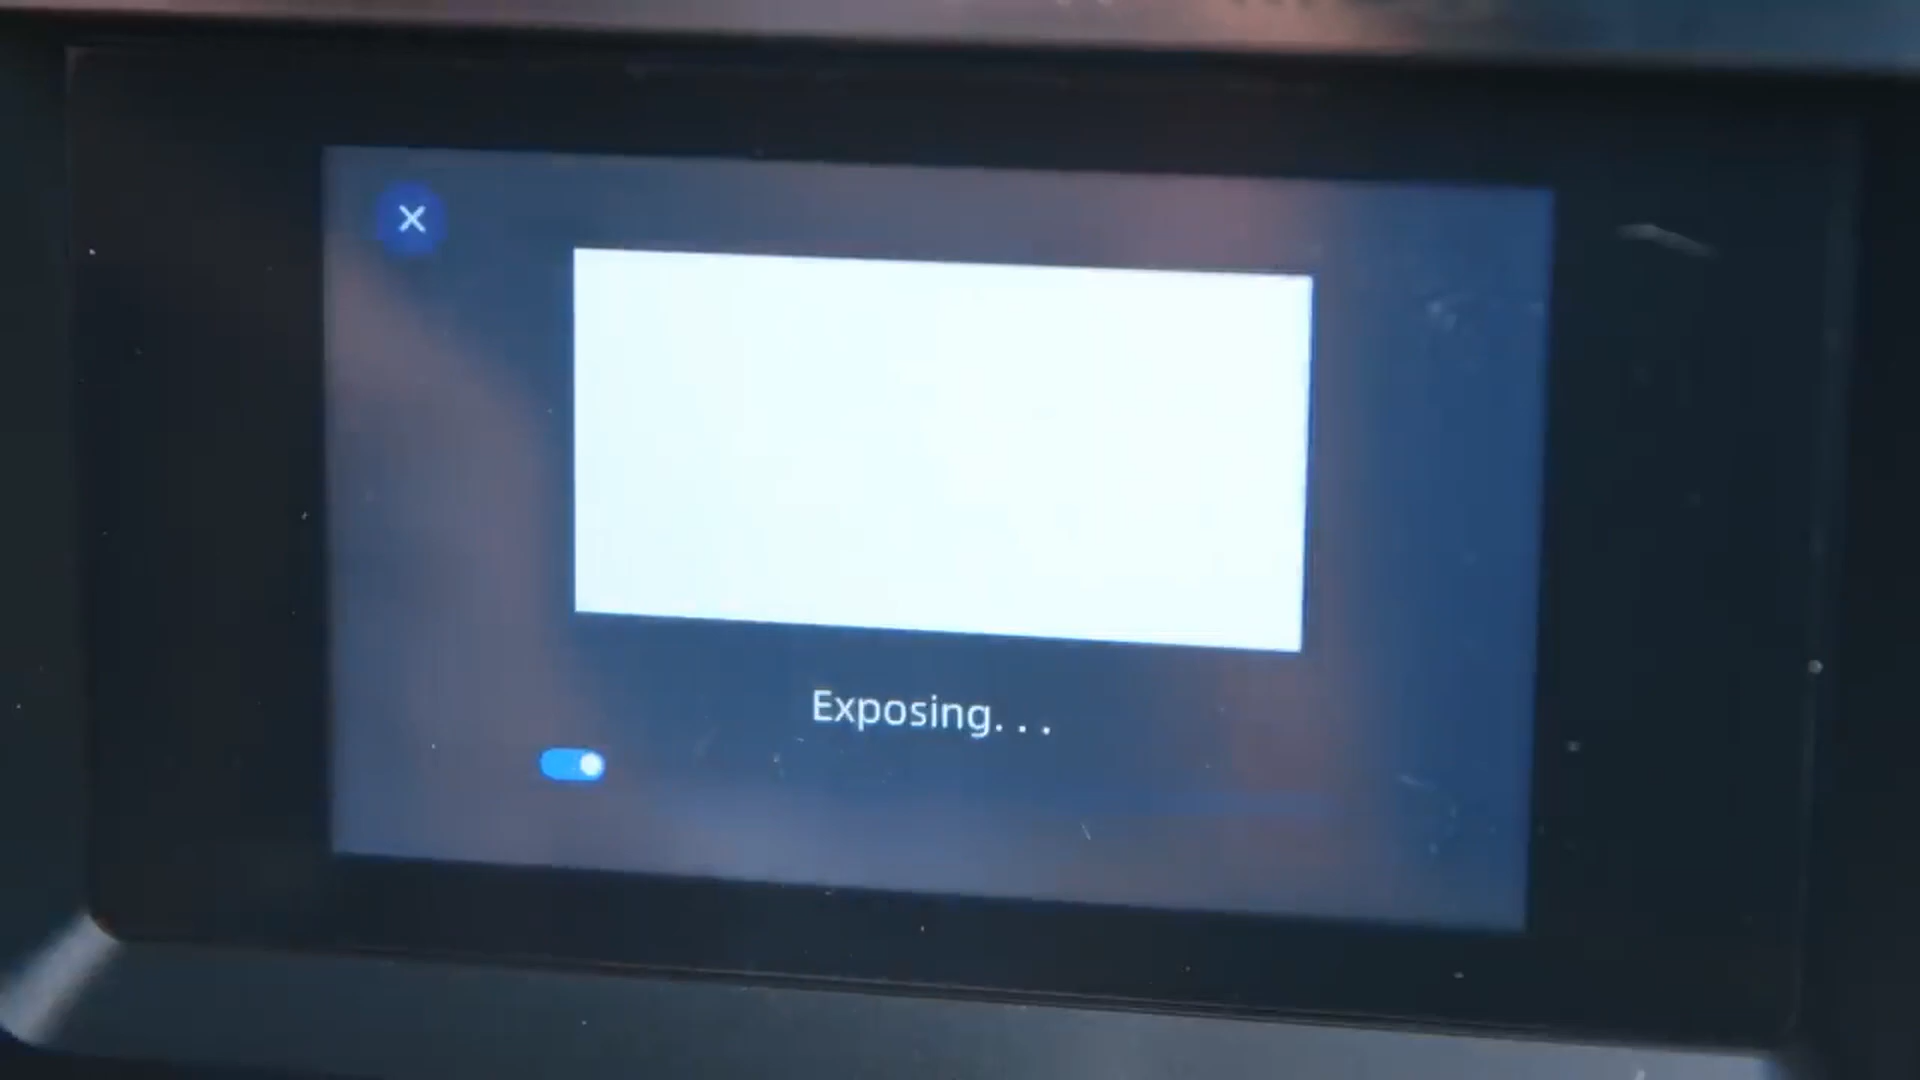 Exposing. . .